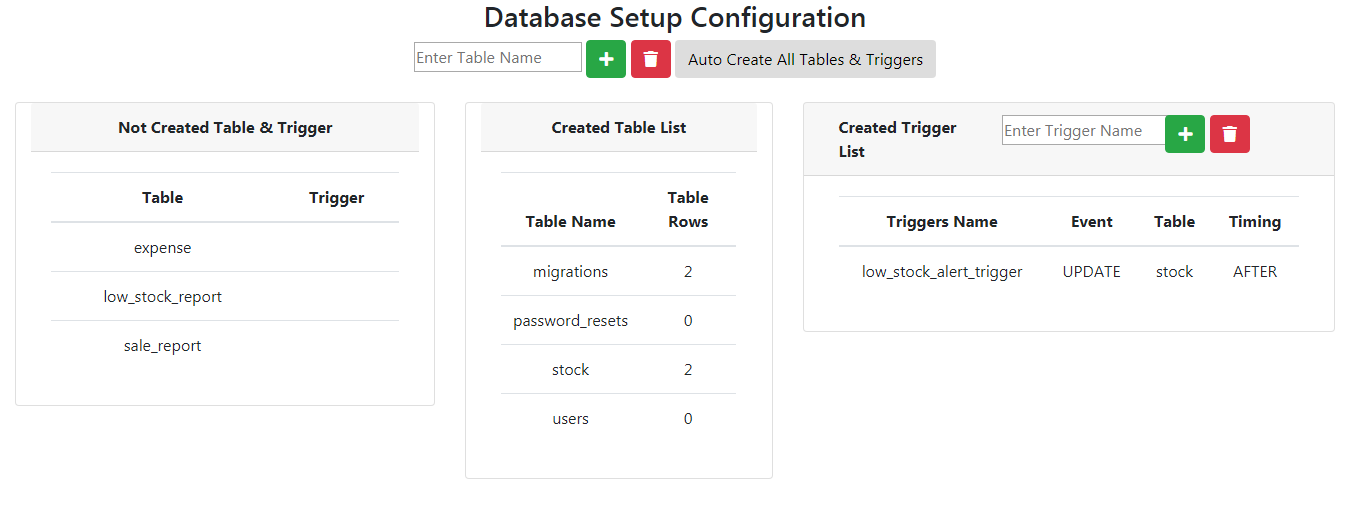 Database Setup Configuration
Enter Table Name
Auto Create All Tables & Triggers
Not Created Table & Trigger
Table Trigger
expense
low_stock_report
sale_report
Created Table List
Table
Table Name Rows
migrations 2
password_resets 0
stock 2
users 0
Created Trigger
List
Enter Trigger Name
Triggers Name Event Table Timing
low_stock_alert_trigger UPDATE stock AFTER